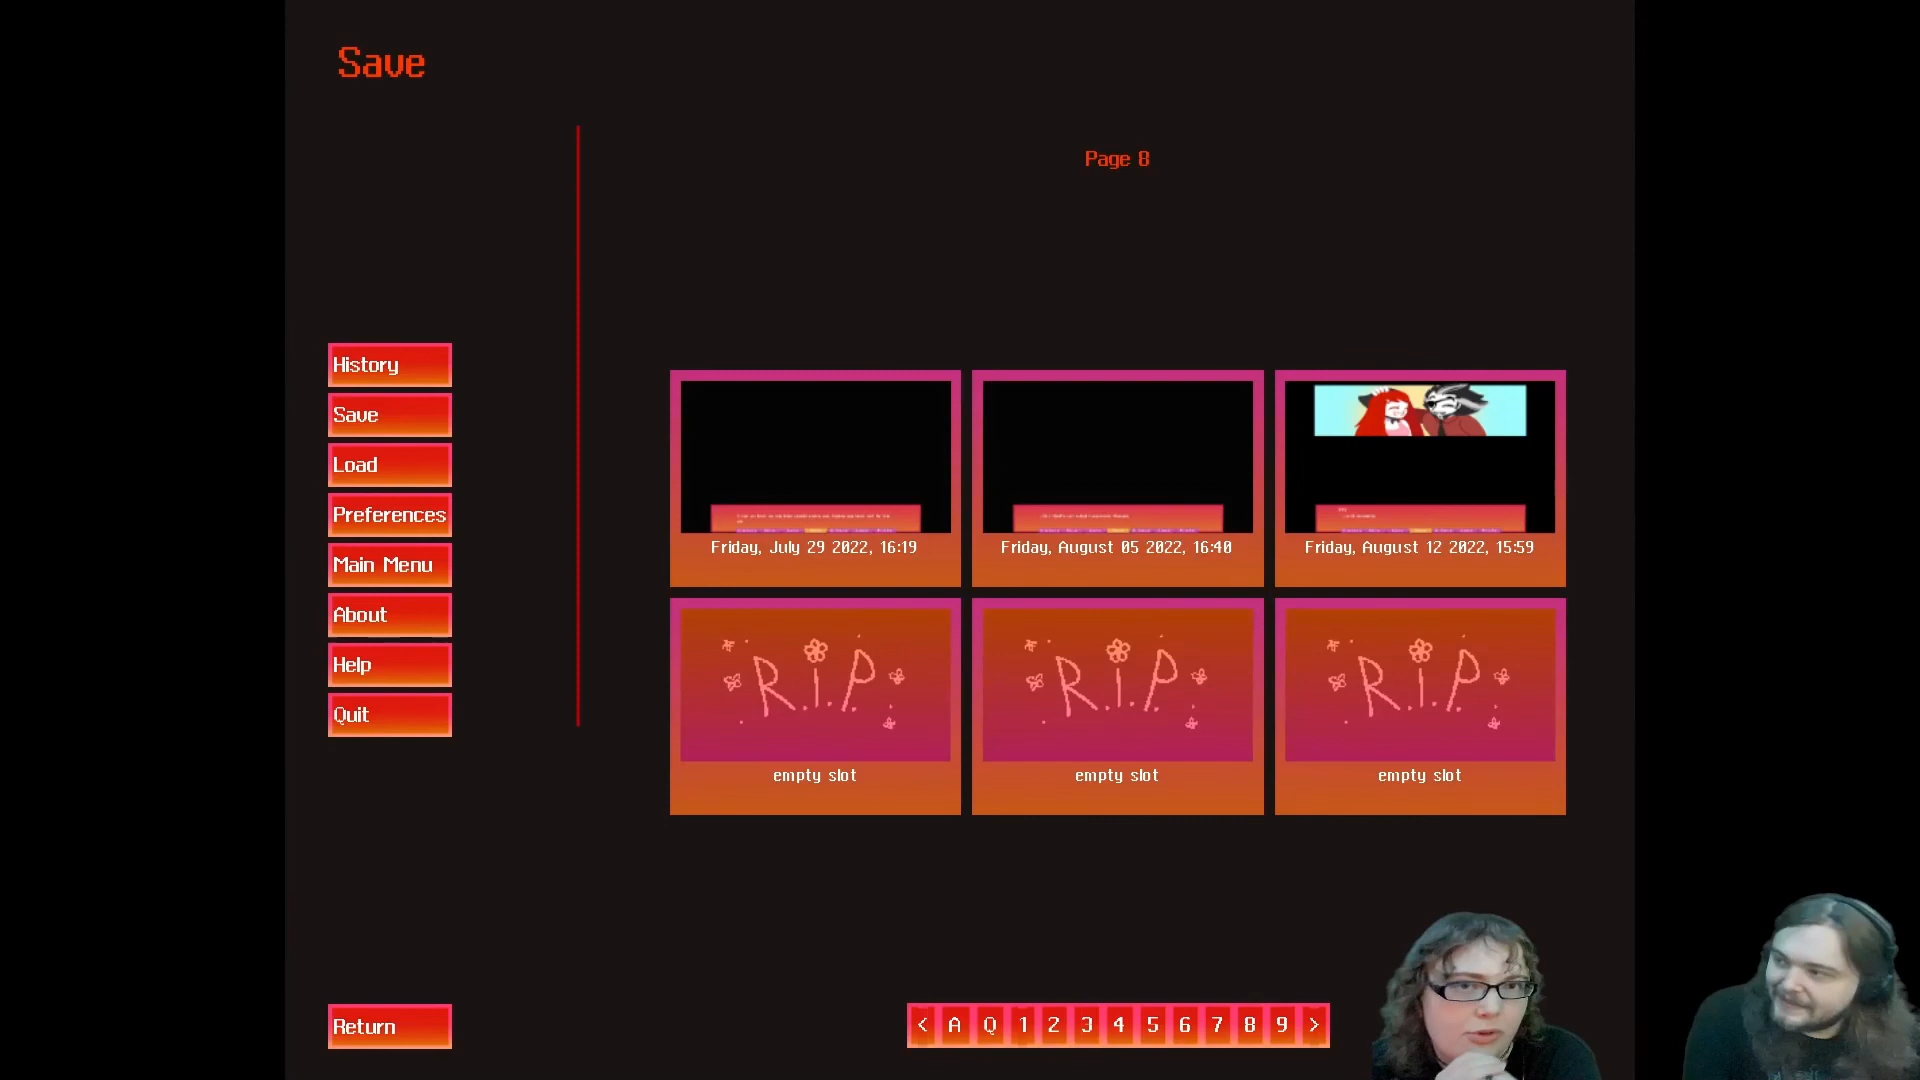 Save
Page 8
History
Save
Load
Preferences
Main Menu
About
Help
Quit
Friday, July 29 2022, 16:19
Friday, August 05 2022, 16:40
Friday, August 12 2022, 15:59
R.I.P.
R.I.P.
R.I.P.
empty slot
empty slot
empty slot
Return
< A Q 1 2 3 4 5 6 7 8 9 >